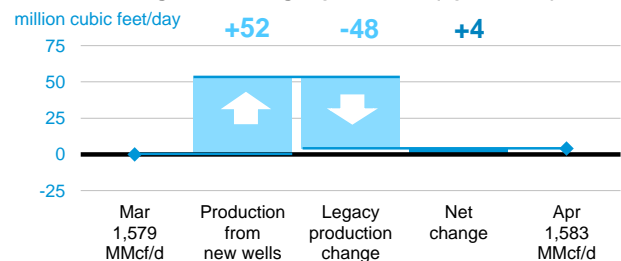 million cubic feet/day
+52 -48 +4
75
50
25
0
-25
Mar
1,579
MMcf/d
Production
from
new wells
Legacy
production
change
Net
change
Apr
1,583
MMcf/d